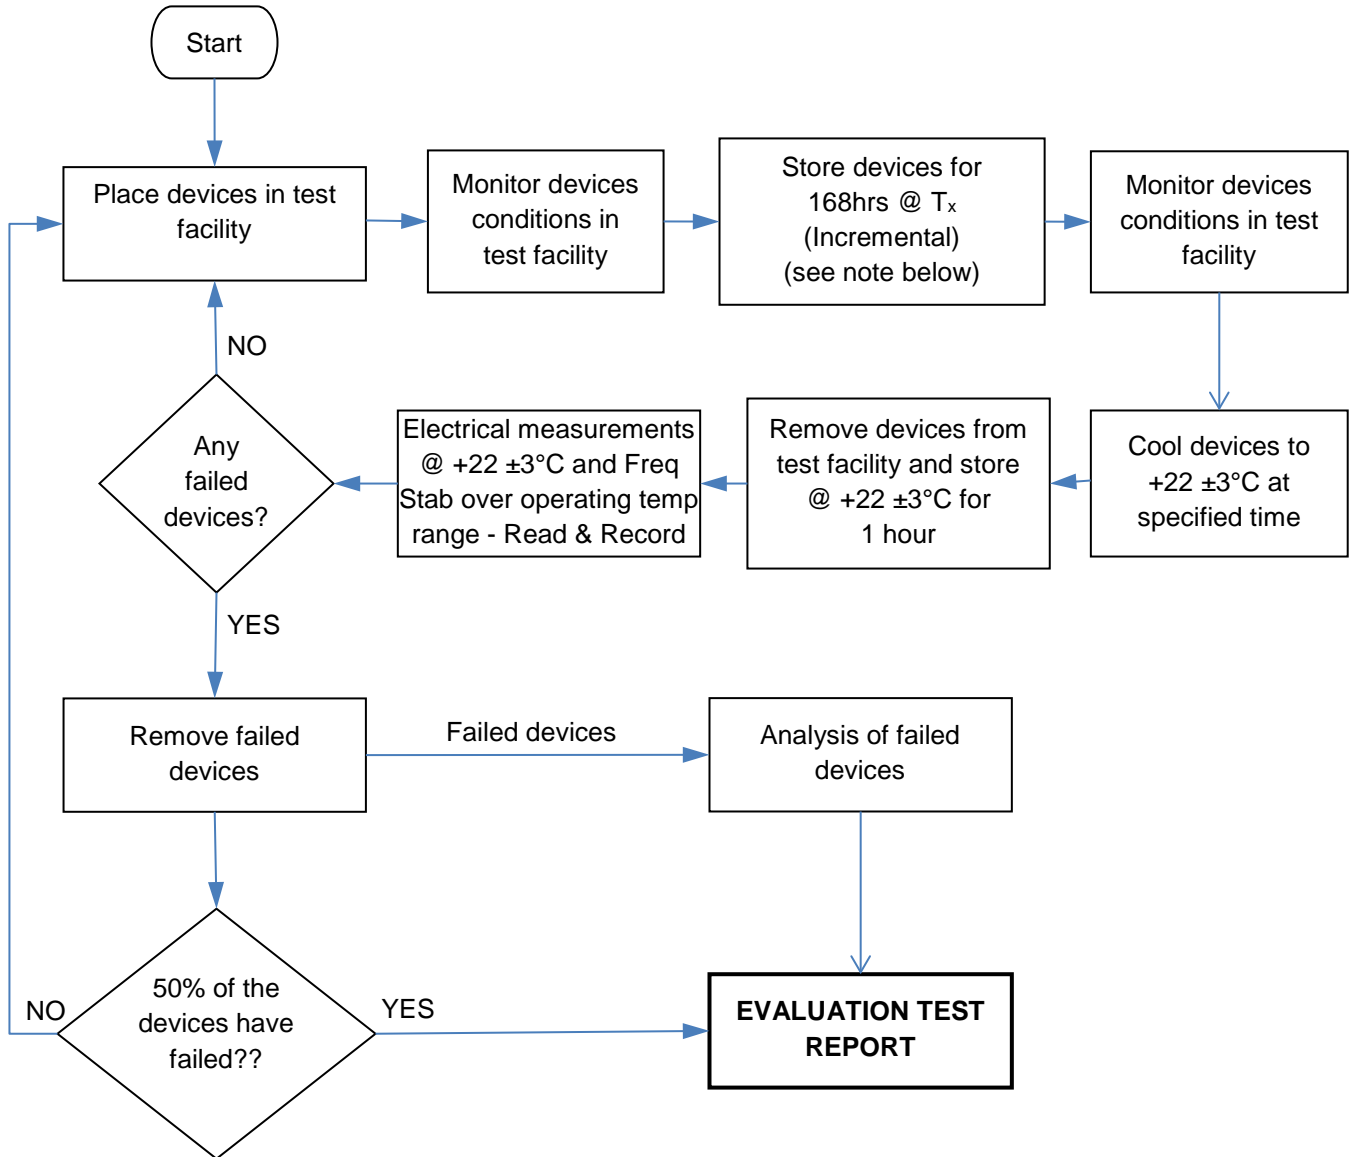 Start
Place devices in test
facility
Monitor devices
conditions in
test facility
Store devices for
168hrs @ Tₓ
(Incremental)
(see note below)
Monitor devices
conditions in test
facility
Cool devices to
+22 ±3°C at
specified time
Remove devices from
test facility and store
@ +22 ±3°C for
1 hour
Electrical measurements
@ +22 ±3°C and Freq
Stab over operating temp
range - Read & Record
Any
failed
devices?
NO
YES
Remove failed
devices
Failed devices
Analysis of failed
devices
50% of the
devices have
failed??
NO
YES
EVALUATION TEST
REPORT